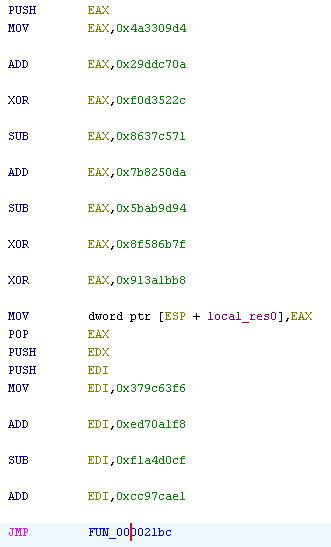 PUSH EAX
MOV EAX,0x4a3309d4
ADD EAX,0x29ddc70a
XOR EAX,0xf0d3522c
SUB EAX,0x8637c571
ADD EAX,0x7b8250da
SUB EAX,0x5bab9d94
XOR EAX,0x8f586b7f
XOR EAX,0x913a1bb8
MOV dword ptr [ESP + local_res0],EAX
POP EAX
PUSH EDX
PUSH EDI
MOV EDI,0x379c63f6
ADD EDI,0xed70a1f8
SUB EDI,0xf1a4d0cf
ADD EDI,0xcc97cae1
JMP FUN_000021bc